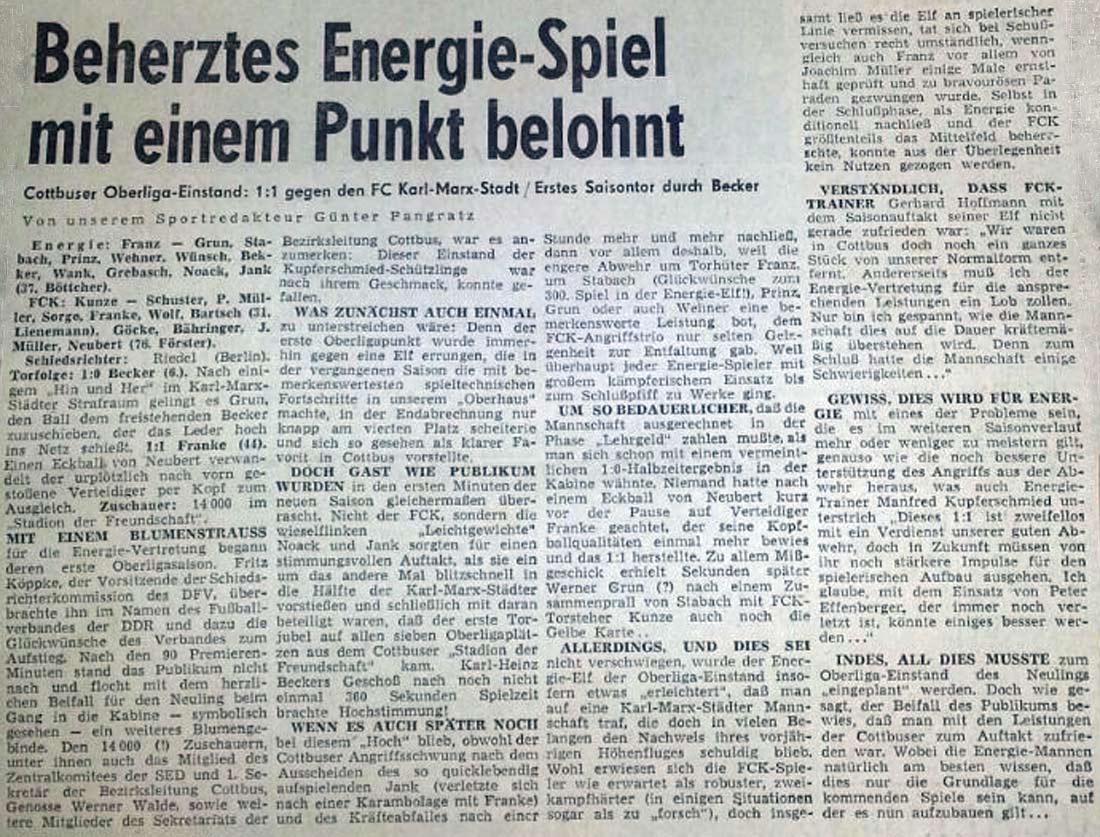 Beherztes Energie-Spiel
mit einem Punkt belohnt
Cottbuser Oberliga-Einstand: 1:1 gegen den FC Karl-Marx-Stadt / Erstes Saisontor durch Becker
Von unserem Sportredakteur Günter Pangratz
Energie: Franz — Grun, Sta-
bach, Prinz, Wehner, Wünsch, Bek-
ker, Wank, Grebasch, Noack, Jank
(37. Böttcher).
FCK: Kunze — Schuster, P. Mül-
ler, Sorge, Franke, Wolf, Bartsch (31.
Lienemann), Göcke, Bähringer, J.
Müller, Neubert (76. Förster).
Schiedsrichter: Riedel (Berlin).
Torfolge: 1:0 Becker (6.). Nach eini-
gem „Hin und Her" im Karl-Marx-
Städter Strafraum gelingt es Grun,
den Ball dem freistehenden Becker
zuzuschieben, der das Leder hoch
ins Netz schießt. 1:1 Franke (44).
Einen Eckball von Neubert verwan-
delt der urplötzlich nach vorn ge-
stoßene Verteidiger per Kopf zum
Ausgleich. Zuschauer: 14 000 im
„Stadion der Freundschaft".
MIT EINEM BLUMENSTRAUSS
für die Energie-Vertretung begann
deren erste Oberligasaison. Fritz
Köppke, der Vorsitzende der Schieds-
richterkommission des DFV, über-
brachte ihn im Namen des Fußball-
verbandes der DDR und dazu die
Glückwünsche des Verbandes zum
Aufstieg. Nach den 90 Premieren-
Minuten stand das Publikum nicht
nach und flocht mit dem herzli-
chen Beifall für den Neuling beim
Gang in die Kabine — symbolisch
gesehen — ein weiteres Blumenge-
binde. Den 14 000 (!) Zuschauern,
unter ihnen auch das Mitglied des
Zentralkomitees der SED und 1. Se-
kretär der Bezirksleitung Cottbus,
Genosse Werner Walde, sowie wei-
tere Mitglieder des Sekretariats der
Bezirksleitung Cottbus, war es an-
zumerken: Dieser Einstand der
Kupferschmied-Schützlinge war
nach ihrem Geschmack, konnte ge-
fallen.
WAS ZUNÄCHST AUCH EINMAL
zu unterstreichen wäre: Denn der
erste Oberligapunkt wurde immer-
hin gegen eine Elf errungen, die in
der vergangenen Saison die mit be-
merkenswertesten spieltechnischen
Fortschritte in unserem „Oberhaus"
machte, in der Endabrechnung nur
knapp am vierten Platz scheiterte
und sich so gesehen als klarer Fa-
vorit in Cottbus vorstellte.
DOCH GAST WIE PUBLIKUM
WURDEN in den ersten Minuten der
neuen Saison gleichermaßen über-
rascht. Nicht der FCK, sondern die
wieselflinken „Leichtgewichte"
Noack und Jank sorgten für einen
stimmungsvollen Auftakt, als sie ein
um das andere Mal blitzschnell in
die Hälfte der Karl-Marx-Städter
vorstießen und schließlich mit daran
beteiligt waren, daß der erste Tor-
jubel auf allen sieben Oberligaplät-
zen aus dem Cottbuser „Stadion der
Freundschaft" kam. Karl-Heinz
Beckers Geschoß nach noch nicht
einmal 360 Sekunden Spielzeit
brachte Hochstimmung!
WENN ES AUCH SPÄTER NOCH
bei diesem „Hoch" blieb, obwohl der
Cottbuser Angriffsschwung nach dem
Ausscheiden des so quicklebendig
aufspielenden Jank (verletzte sich
nach einer Karambolage mit Franke)
und des Kräfteabfalles nach einer
Stunde mehr und mehr nachließ,
dann vor allem deshalb, weil die
engere Abwehr um Torhüter Franz,
um Stabach (Glückwünsche zum
300. Spiel in der Energie-Elf!), Prinz,
Grun oder auch Wehner eine be-
merkenswerte Leistung bot, dem
FCK-Angriffstrio nur selten Gele-
genheit zur Entfaltung gab. Weil
überhaupt jeder Energie-Spieler mit
großem kämpferischem Einsatz bis
zum Schlußpfiff zu Werke ging.
UM SO BEDAUERLICHER, daß die
Mannschaft ausgerechnet in der
Phase „Lehrgeld" zahlen mußte, als
man sich schon mit einem vermeint-
lichen 1:0-Halbzeitergebnis in der
Kabine wähnte. Niemand hatte nach
einem Eckball von Neubert kurz
vor der Pause auf Verteidiger
Franke geachtet, der seine Kopf-
ballqualitäten einmal mehr bewies
und das 1:1 herstellte. Zu allem Miß-
geschick erhielt Sekunden später
Werner Grun (?) nach einem Zu-
sammenprall von Stabach mit FCK-
Torsteher Kunze auch noch die
Gelbe Karte..
ALLERDINGS, UND DIES SEI
nicht verschwiegen, wurde der Ener-
gie-Elf der Oberliga-Einstand inso-
fern etwas „erleichtert", daß man
auf eine Karl-Marx-Städter Mann-
schaft traf, die doch in vielen Be-
langen den Nachweis ihres vorjäh-
rigen Höhenfluges schuldig blieb.
Wohl erwiesen sich die FCK-Spie-
ler wie erwartet als robuster, zwei-
kampfhärter (in einigen Situationen
sogar als zu „forsch"), doch insge-
samt ließ es die Elf an spielerischer
Linie vermissen, tat sich bei Schuß-
versuchen recht umständlich, wenn-
gleich auch Franz vor allem von
Joachim Müller einige Male ernst-
haft geprüft und zu bravourösen Pa-
raden gezwungen wurde. Selbst in
der Schlußphase, als Energie kon-
ditionell nachließ und der FCK
größtenteils das Mittelfeld beherr-
schte, konnte aus der Überlegenheit
kein Nutzen gezogen werden.
VERSTÄNDLICH, DASS FCK-
TRAINER Gerhard Hoffmann mit
dem Saisonauftakt seiner Elf nicht
gerade zufrieden war: „Wir waren
in Cottbus doch noch ein ganzes
Stück von unserer Normalform ent-
fernt. Andererseits muß ich der
Energie-Vertretung für die anspre-
chenden Leistungen ein Lob zollen.
Nur bin ich gespannt, wie die Mann-
schaft dies auf die Dauer kräftemä-
ßig überstehen wird. Denn zum
Schluß hatte die Mannschaft einige
Schwierigkeiten..."
GEWISS, DIES WIRD FÜR ENER-
GIE mit eines der Probleme sein,
die es im weiteren Saisonverlauf
mehr oder weniger zu meistern gilt,
genauso wie die noch bessere Un-
terstützung des Angriffs aus der Ab-
wehr heraus, was auch Energie-
Trainer Manfred Kupferschmied un-
terstrich „Dieses 1:1 ist zweifellos
mit ein Verdienst unserer guten Ab-
wehr, doch in Zukunft müssen von
ihr noch stärkere Impulse für den
spielerischen Aufbau ausgehen. Ich
glaube, mit dem Einsatz von Peter
Effenberger, der immer noch ver-
letzt ist, könnte einiges besser wer-
den..."
INDES, ALL DIES MUSSTE zum
Oberliga-Einstand des Neulings
„eingeplant" werden. Doch wie ge-
sagt, der Beifall des Publikums be-
wies, daß man mit den Leistungen
der Cottbuser zum Auftakt zufrie-
den war. Wobei die Energie-Mannen
natürlich am besten wissen, daß
dies nur die Grundlage für die
kommenden Spiele sein kann, auf
der es nun aufzubauen gilt...